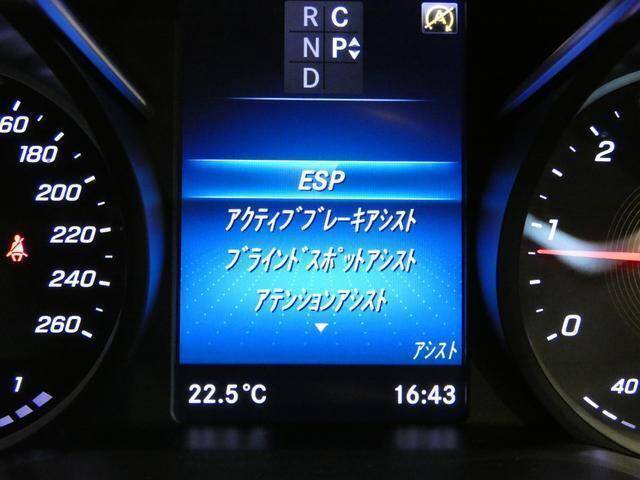 R C
N P
D
ESP
アクティブブレーキアシスト
ブラインドスポットアシスト
アテンションアシスト
アシスト
22.5°C 16:43
60
180
200
220
240
260
1
2
1
0
40